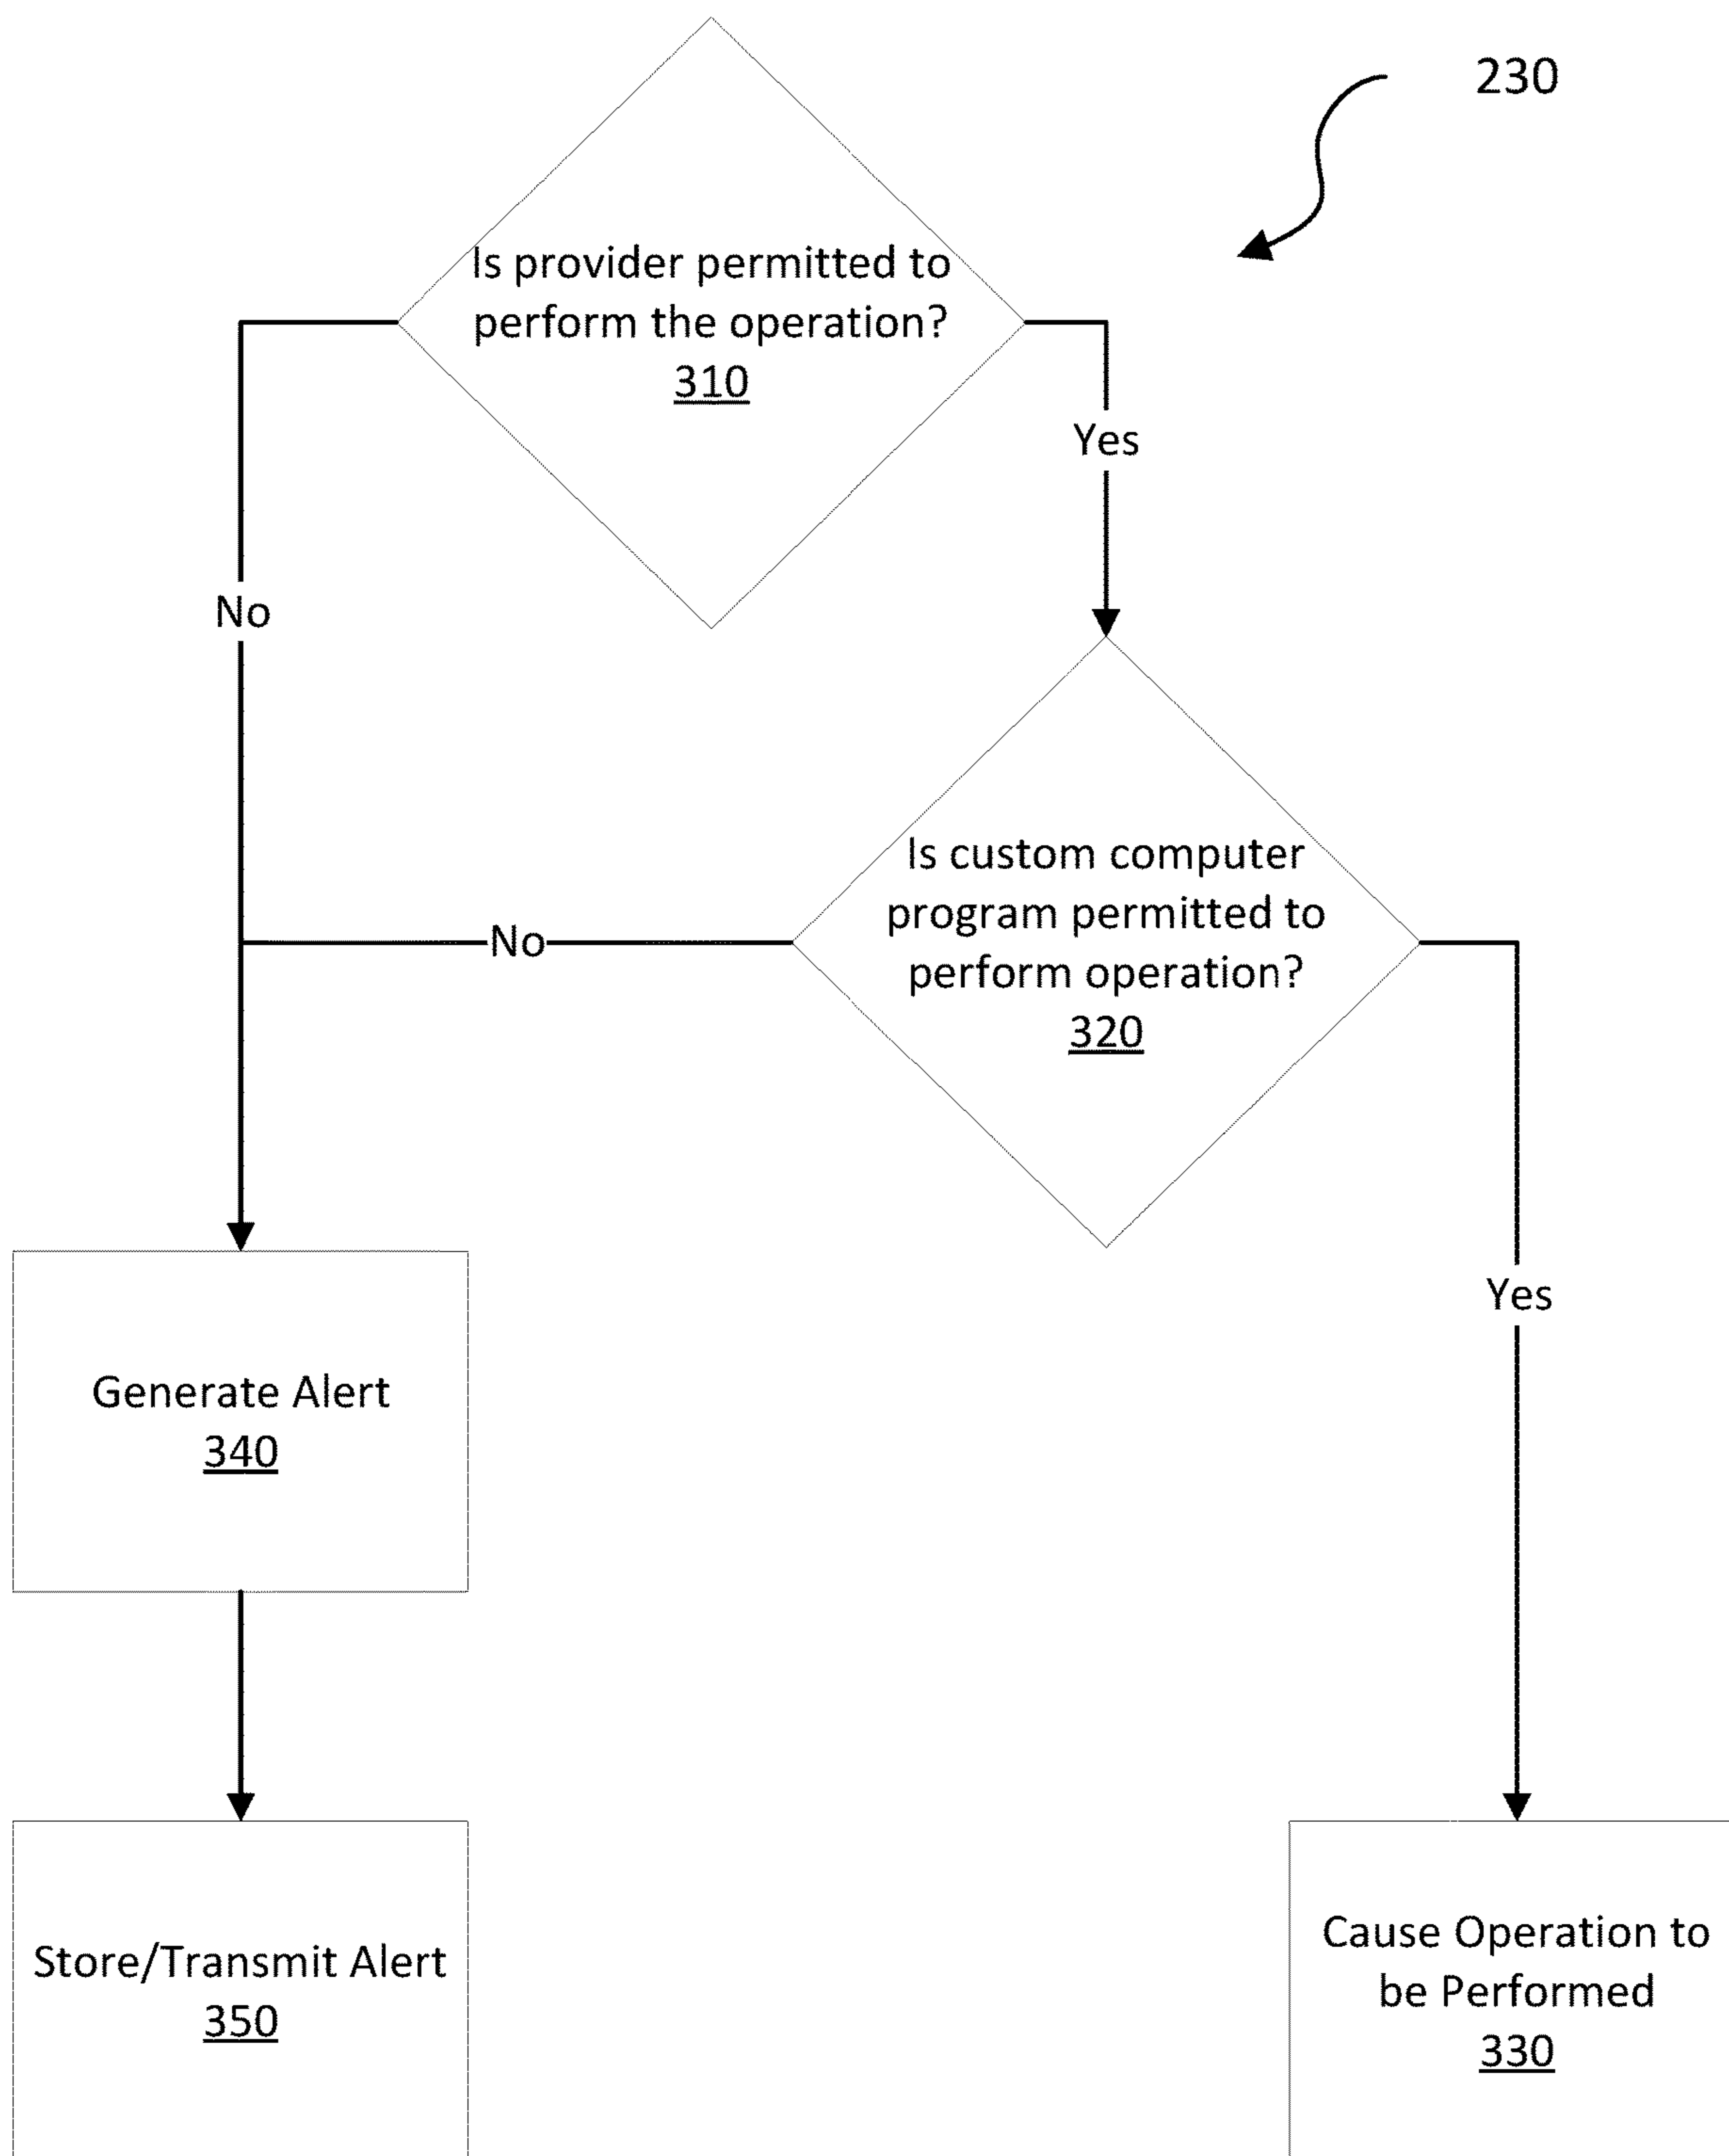 230
Is provider permitted to
perform the operation?
310
Yes
No
Is custom computer
program permitted to
perform operation?
320
No
Yes
Generate Alert
340
Store/Transmit Alert
350
Cause Operation to
be Performed
330